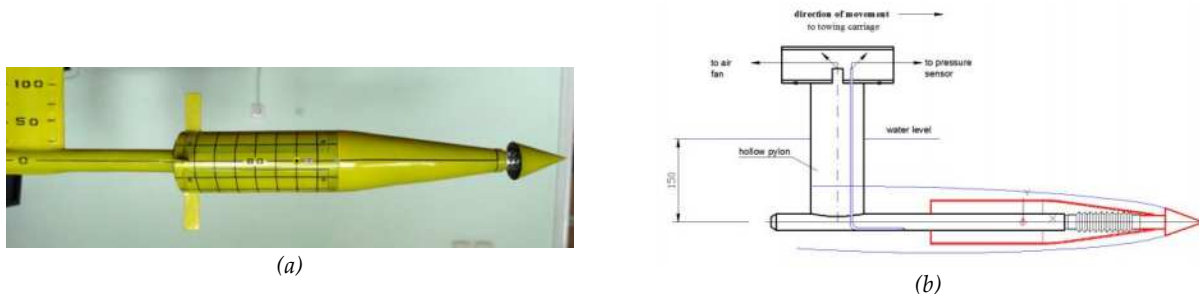 100
50
0
80
(a)
direction of movement
to towing carriage
to air
fan
to pressure
sensor
water level
hollow pylon
150
Y
X
(b)